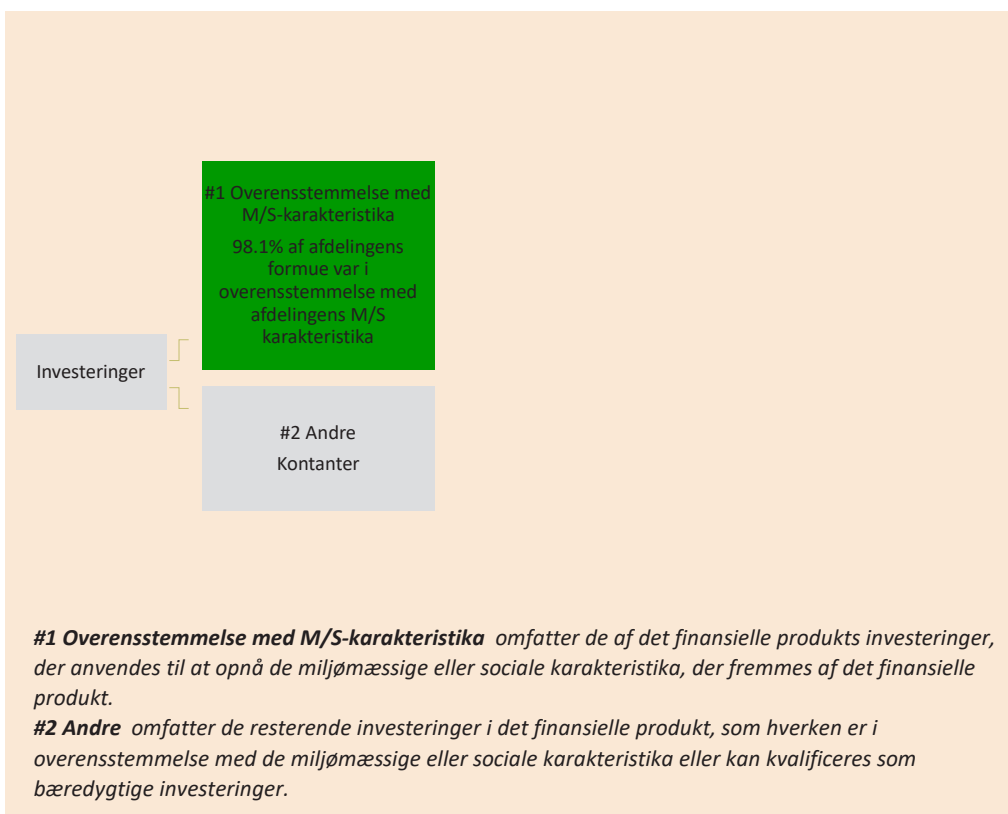 #1 Overensstemmelse med
M/S-karakteristika
98.1% af afdelingens
formue var i
overensstemmelse med
afdelingens M/S
karakteristika
Investeringer
#2 Andre
Kontanter
#1 Overensstemmelse med M/S-karakteristika omfatter de af det finansielle produkts investeringer,
der anvendes til at opnå de miljømæssige eller sociale karakteristika, der fremmes af det finansielle
produkt.
#2 Andre omfatter de resterende investeringer i det finansielle produkt, som hverken er i
overensstemmelse med de miljømæssige eller sociale karakteristika eller kan kvalificeres som
bæredygtige investeringer.